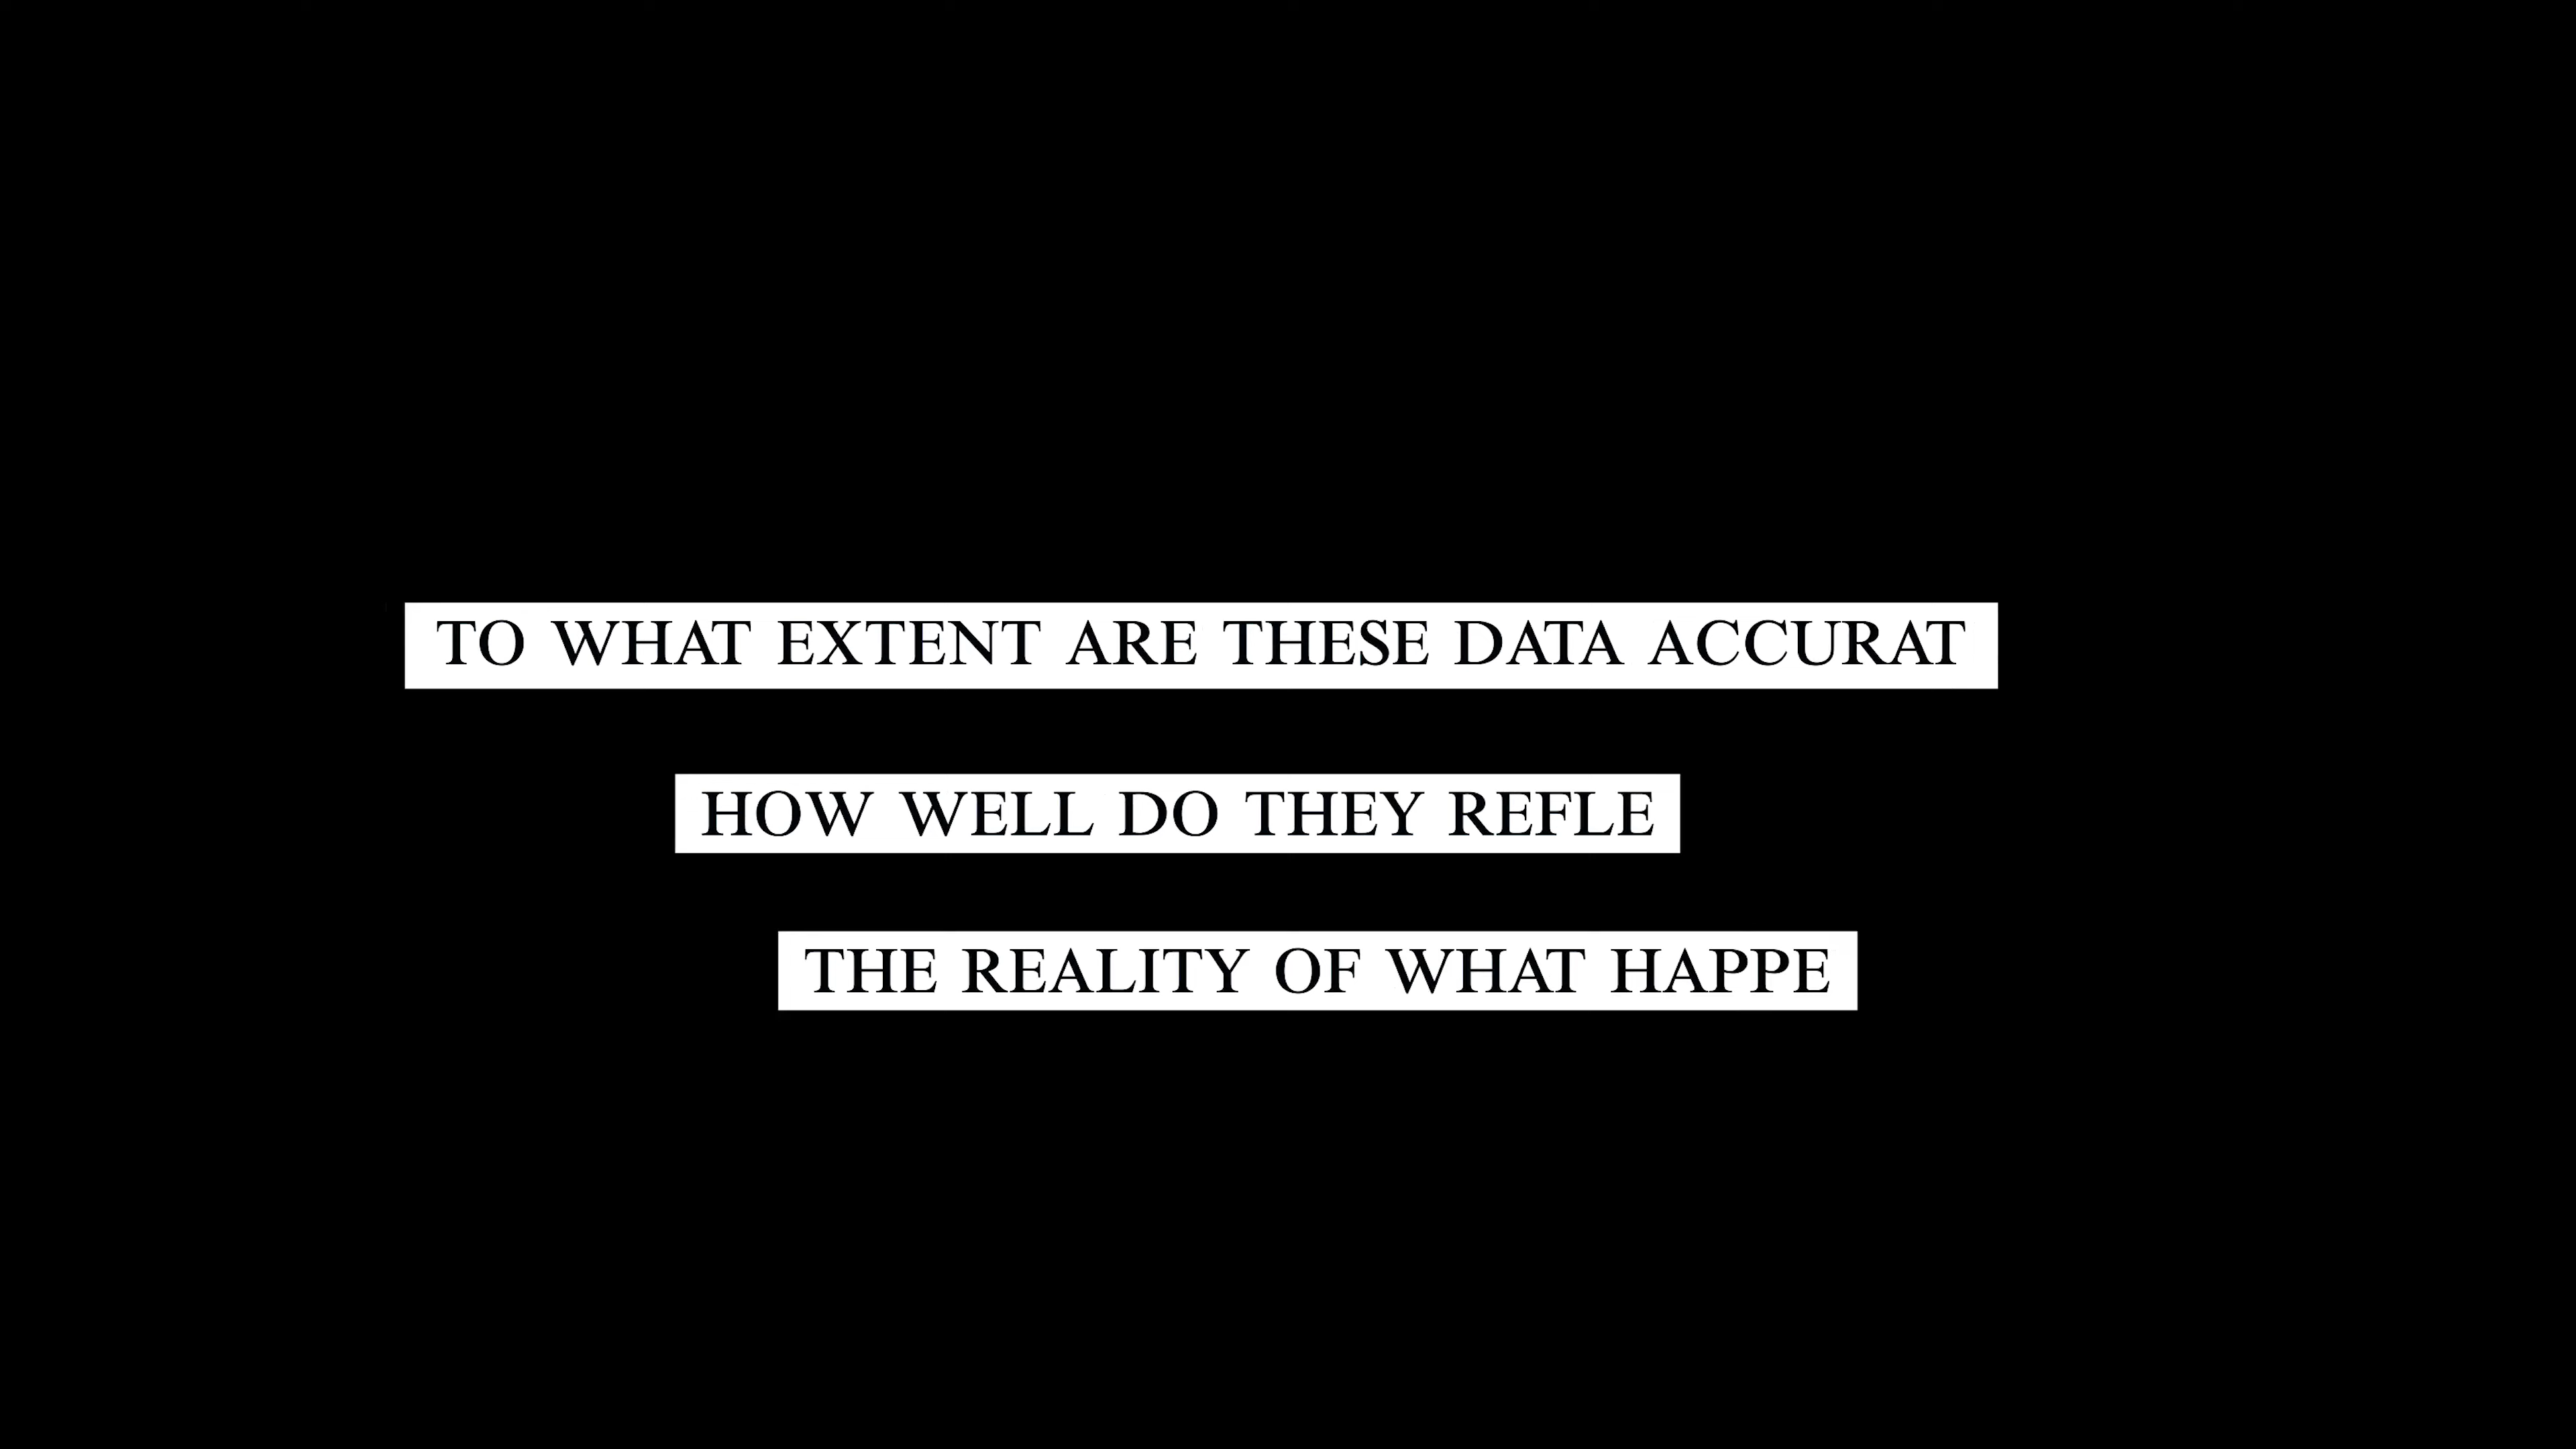 TO WHAT EXTENT ARE THESE DATA ACCURAT
HOW WELL DO THEY REFLE
THE REALITY OF WHAT HAPPE